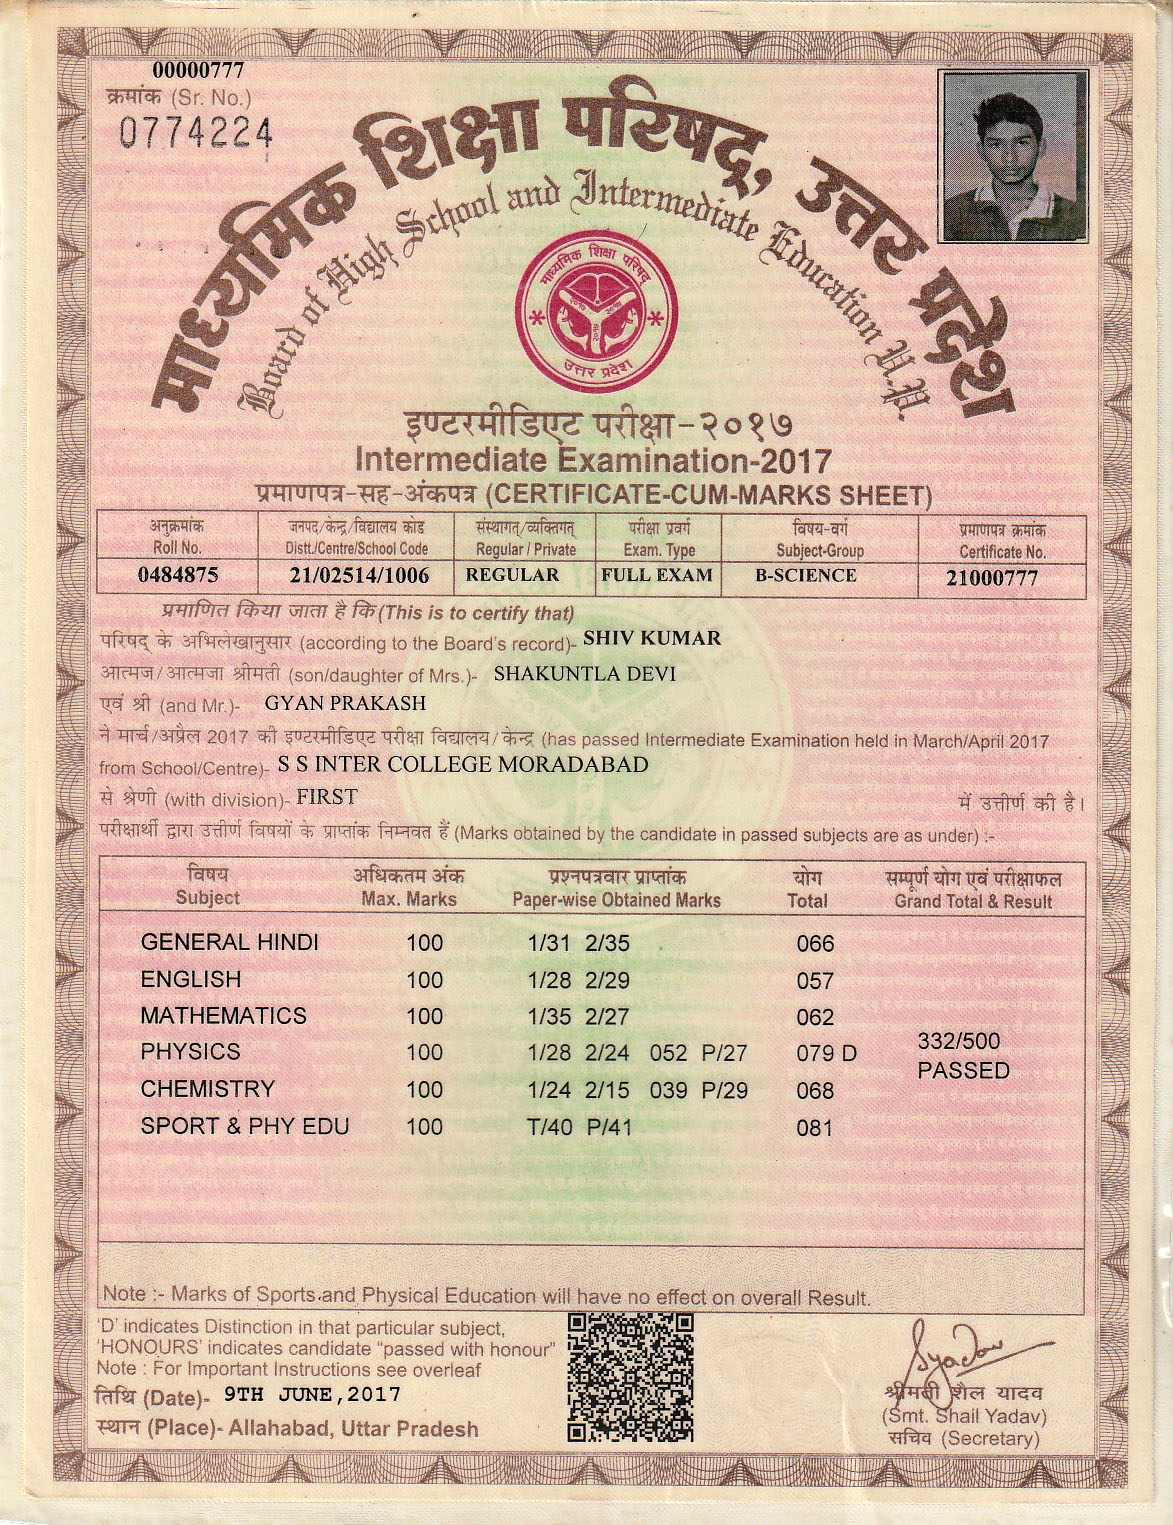 00000777
क्रमांक (Sr. No.)
0774224
माध्यमिक शिक्षा परिषद्, उत्तर प्रदेश
Board of High School and Intermediate Education U.P.
माध्यमिक शिक्षा परिषद्
उत्तर प्रदेश
इण्टरमीडिएट परीक्षा-२०१७
Intermediate Examination-2017
प्रमाणपत्र-सह-अंकपत्र (CERTIFICATE-CUM-MARKS SHEET)
अनुक्रमांक जनपद/केन्द्र/विद्यालय कोड संस्थागत्/व्यक्तिगत् परीक्षा प्रवर्ग विषय-वर्ग प्रमाणपत्र क्रमांक
Roll No. Distt./Centre/School Code Regular / Private Exam. Type Subject-Group Certificate No.
0484875 21/02514/1006 REGULAR FULL EXAM B-SCIENCE 21000777
प्रमाणित किया जाता है कि (This is to certify that)
परिषद् के अभिलेखानुसार (according to the Board's record)- SHIV KUMAR
आत्मज/आत्मजा श्रीमती (son/daughter of Mrs.)- SHAKUNTLA DEVI
एवं श्री (and Mr.)- GYAN PRAKASH
ने मार्च/अप्रैल 2017 की इण्टरमीडिएट परीक्षा विद्यालय/केन्द्र (has passed Intermediate Examination held in March/April 2017
from School/Centre)- S S INTER COLLEGE MORADABAD
से श्रेणी (with division)- FIRST में उत्तीर्ण की है।
परीक्षार्थी द्वारा उत्तीर्ण विषयों के प्राप्तांक निम्नवत हैं (Marks obtained by the candidate in passed subjects are as under) :-
विषय अधिकतम अंक प्रश्नपत्रवार प्राप्तांक योग सम्पूर्ण योग एवं परीक्षाफल
Subject Max. Marks Paper-wise Obtained Marks Total Grand Total & Result
GENERAL HINDI 100 1/31 2/35 066
ENGLISH 100 1/28 2/29 057
MATHEMATICS 100 1/35 2/27 062
PHYSICS 100 1/28 2/24 052 P/27 079 D 332/500
PASSED
CHEMISTRY 100 1/24 2/15 039 P/29 068
SPORT & PHY EDU 100 T/40 P/41 081
Note :- Marks of Sports and Physical Education will have no effect on overall Result.
'D' indicates Distinction in that particular subject,
'HONOURS' indicates candidate "passed with honour"
Note : For Important Instructions see overleaf
तिथि (Date)- 9TH JUNE,2017
स्थान (Place)- Allahabad, Uttar Pradesh
Syadav
श्रीमती शैल यादव
(Smt. Shail Yadav)
सचिव (Secretary)